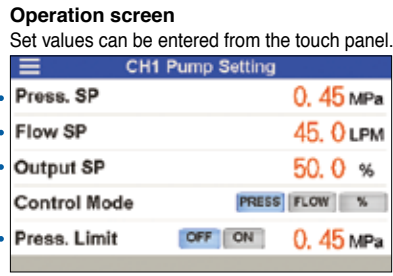 Operation screen
Set values can be entered from the touch panel.
CH1 Pump Setting
Press. SP 0. 45 MPa
Flow SP 45. 0 LPM
Output SP 50. 0 %
Control Mode PRESS FLOW %
Press. Limit OFF ON 0. 45 MPa